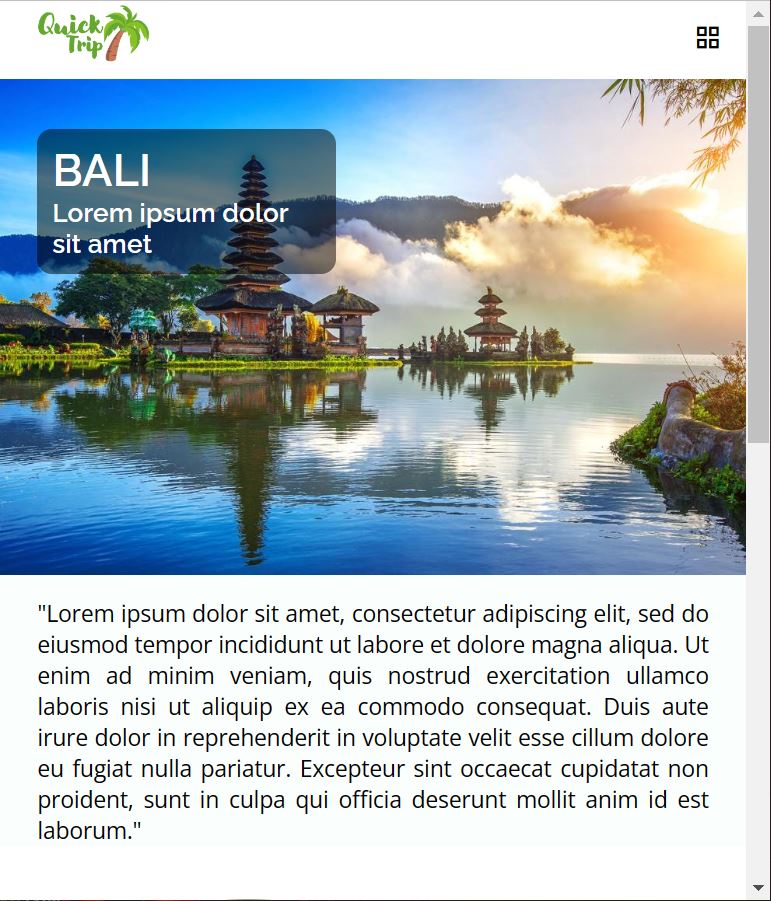 Quick
Trip
BALI
Lorem ipsum dolor
sit amet
"Lorem ipsum dolor sit amet, consectetur adipiscing elit, sed do
eiusmod tempor incididunt ut labore et dolore magna aliqua. Ut
enim ad minim veniam, quis nostrud exercitation ullamco
laboris nisi ut aliquip ex ea commodo consequat. Duis aute
irure dolor in reprehenderit in voluptate velit esse cillum dolore
eu fugiat nulla pariatur. Excepteur sint occaecat cupidatat non
proident, sunt in culpa qui officia deserunt mollit anim id est
laborum."